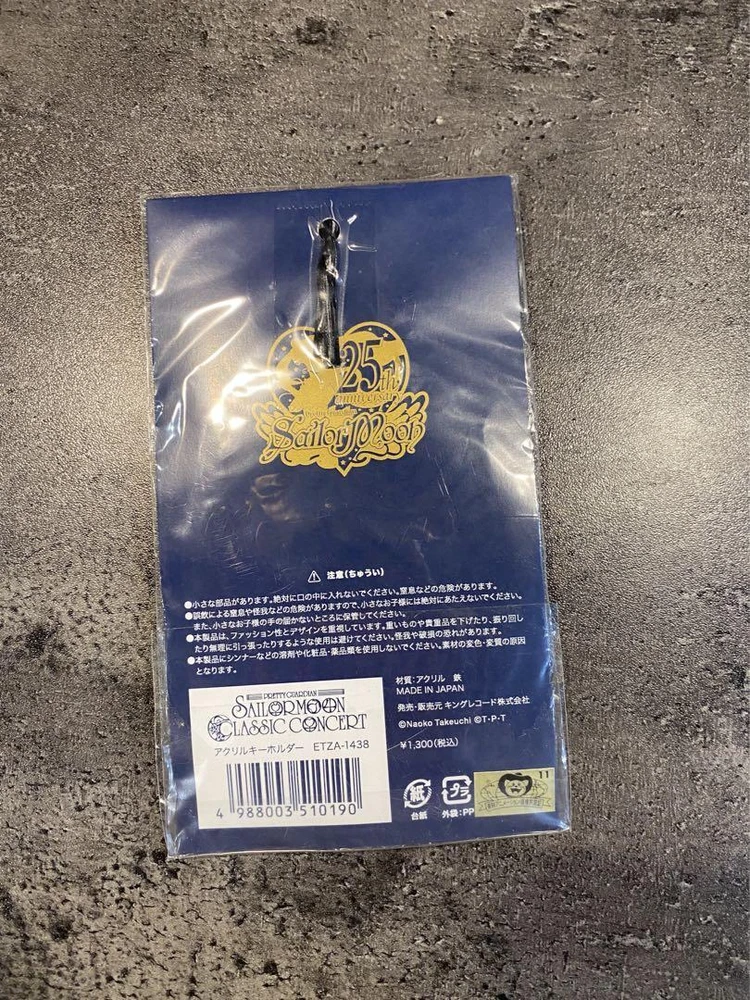 25th
anniversary
Sailor Moon
⚠ 注意(ちゅうい)
●小さな部品があります。絶対に口の中に入れないでください。窒息などの危険があります。
●誤飲による窒息や怪我などの危険がありますので、小さなお子様には絶対にあたえないでください。
また、小さなお子様の手の届かないところに保管してください。
●本製品は、ファッション性とデザインを重視しています。重いものや貴重品を下げたり、振り回し
たり無理に引っ張ったりするような使用は避けてください。怪我や破損の恐れがあります。
●本製品にシンナーなどの溶剤や化粧品・薬品類を使用しないでください。素材の変色・変質の原因
となります。
PRETTY GUARDIAN
SAILOR MOON
CLASSIC CONCERT
アクリルキーホルダー ETZA-1438
4 988003 510190
材質:アクリル 鉄
MADE IN JAPAN
発売・販売元 キングレコード株式会社
©Naoko Takeuchi ©T・P・T
¥1,300(税込)
紙
台紙
プラ
外袋:PP
11